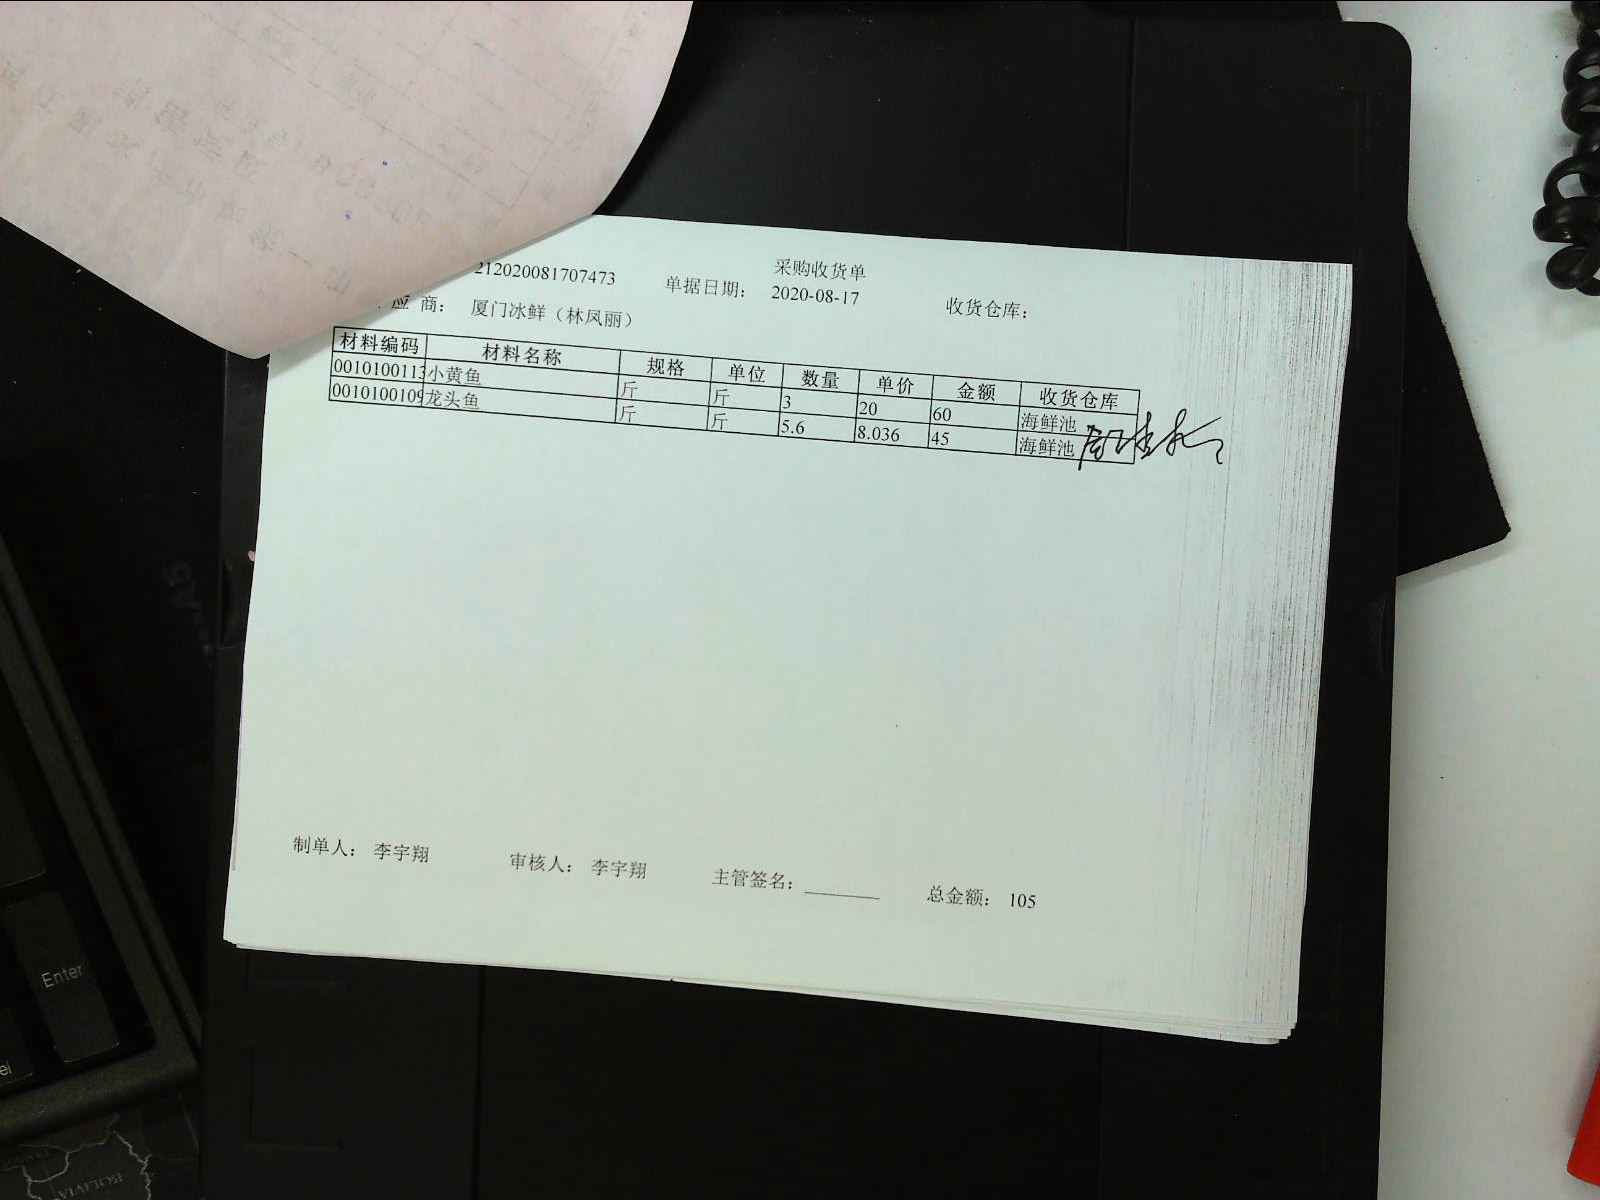 采购收货单
212020081707473 单据日期： 2020-08-17 收货仓库：
应 商： 厦门冰鲜（林凤丽）
材料编码 材料名称 规格 单位 数量 单价 金额 收货仓库
0010100113 小黄鱼 斤 斤 3 20 60 海鲜池
0010100109 龙头鱼 斤 斤 5.6 8.036 45 海鲜池
制单人： 李宇翔 审核人： 李宇翔 主管签名： 总金额： 105
Enter
BOLIVIA